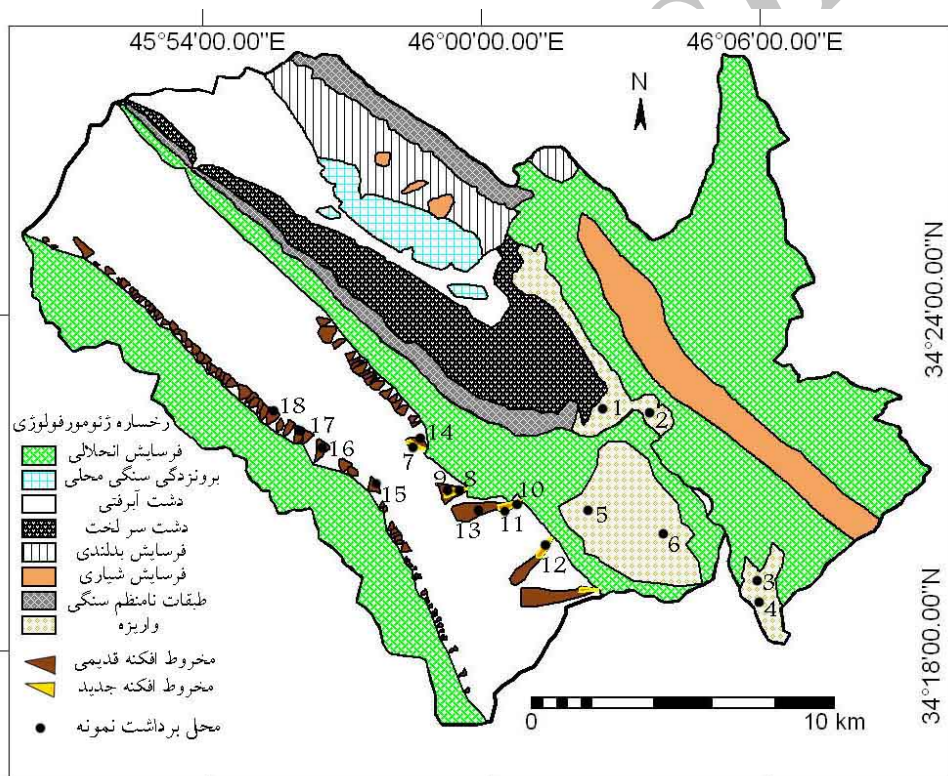 45°54'00.00"E
46°00'00.00"E
46°06'00.00"E
N
34°24'00.00"N
34°18'00.00"N
1
2
3
4
5
6
7
8
9
10
11
12
13
14
15
16
17
18
رخساره ژئومورفولوژی
فرسایش انحلالی
برونزدگی سنگی محلی
دشت آبرفتی
دشت سر لخت
فرسایش بدلندی
فرسایش شیاری
طبقات نامنظم سنگی
واریزه
مخروط افکنه قدیمی
مخروط افکنه جدید
محل برداشت نمونه
0 10 km